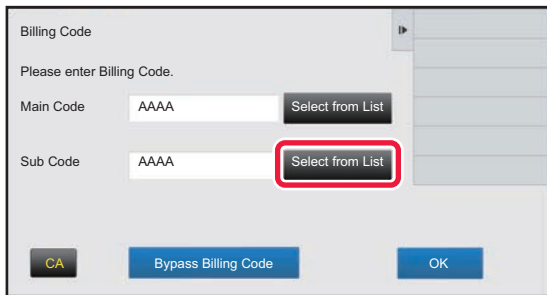 Billing Code
Please enter Billing Code.
Main Code AAAA Select from List
Sub Code AAAA Select from List
CA Bypass Billing Code OK